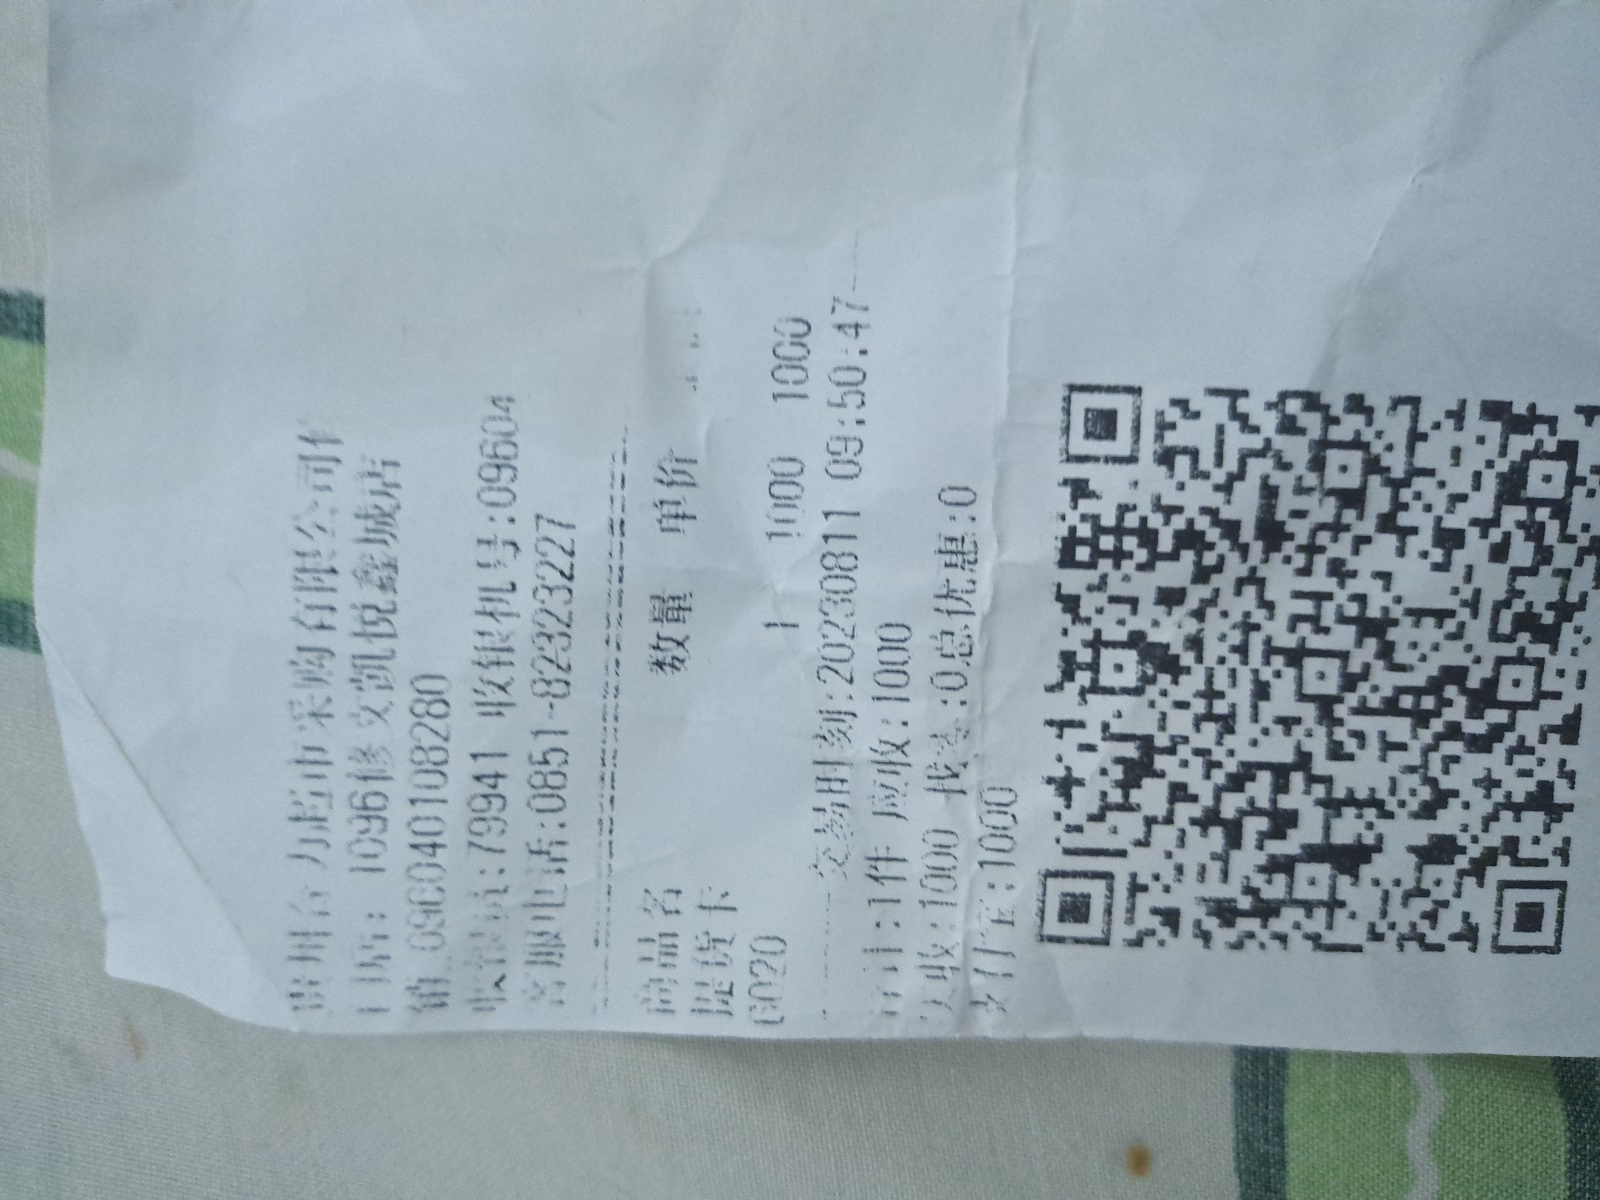 贵州合力超市采购有限公司修
门店: 1096修文凯悦鑫城店
销 096040108280
收银员:79941 收银机号:09604
客服电话:0851-82323227
商品名 数量 单价
提货卡
6020 1 1000 1000
交易时刻:20230811 09:50:47
合计:1件 应收:1000
实收:1000 找零:0总优惠:0
支付宝:1000